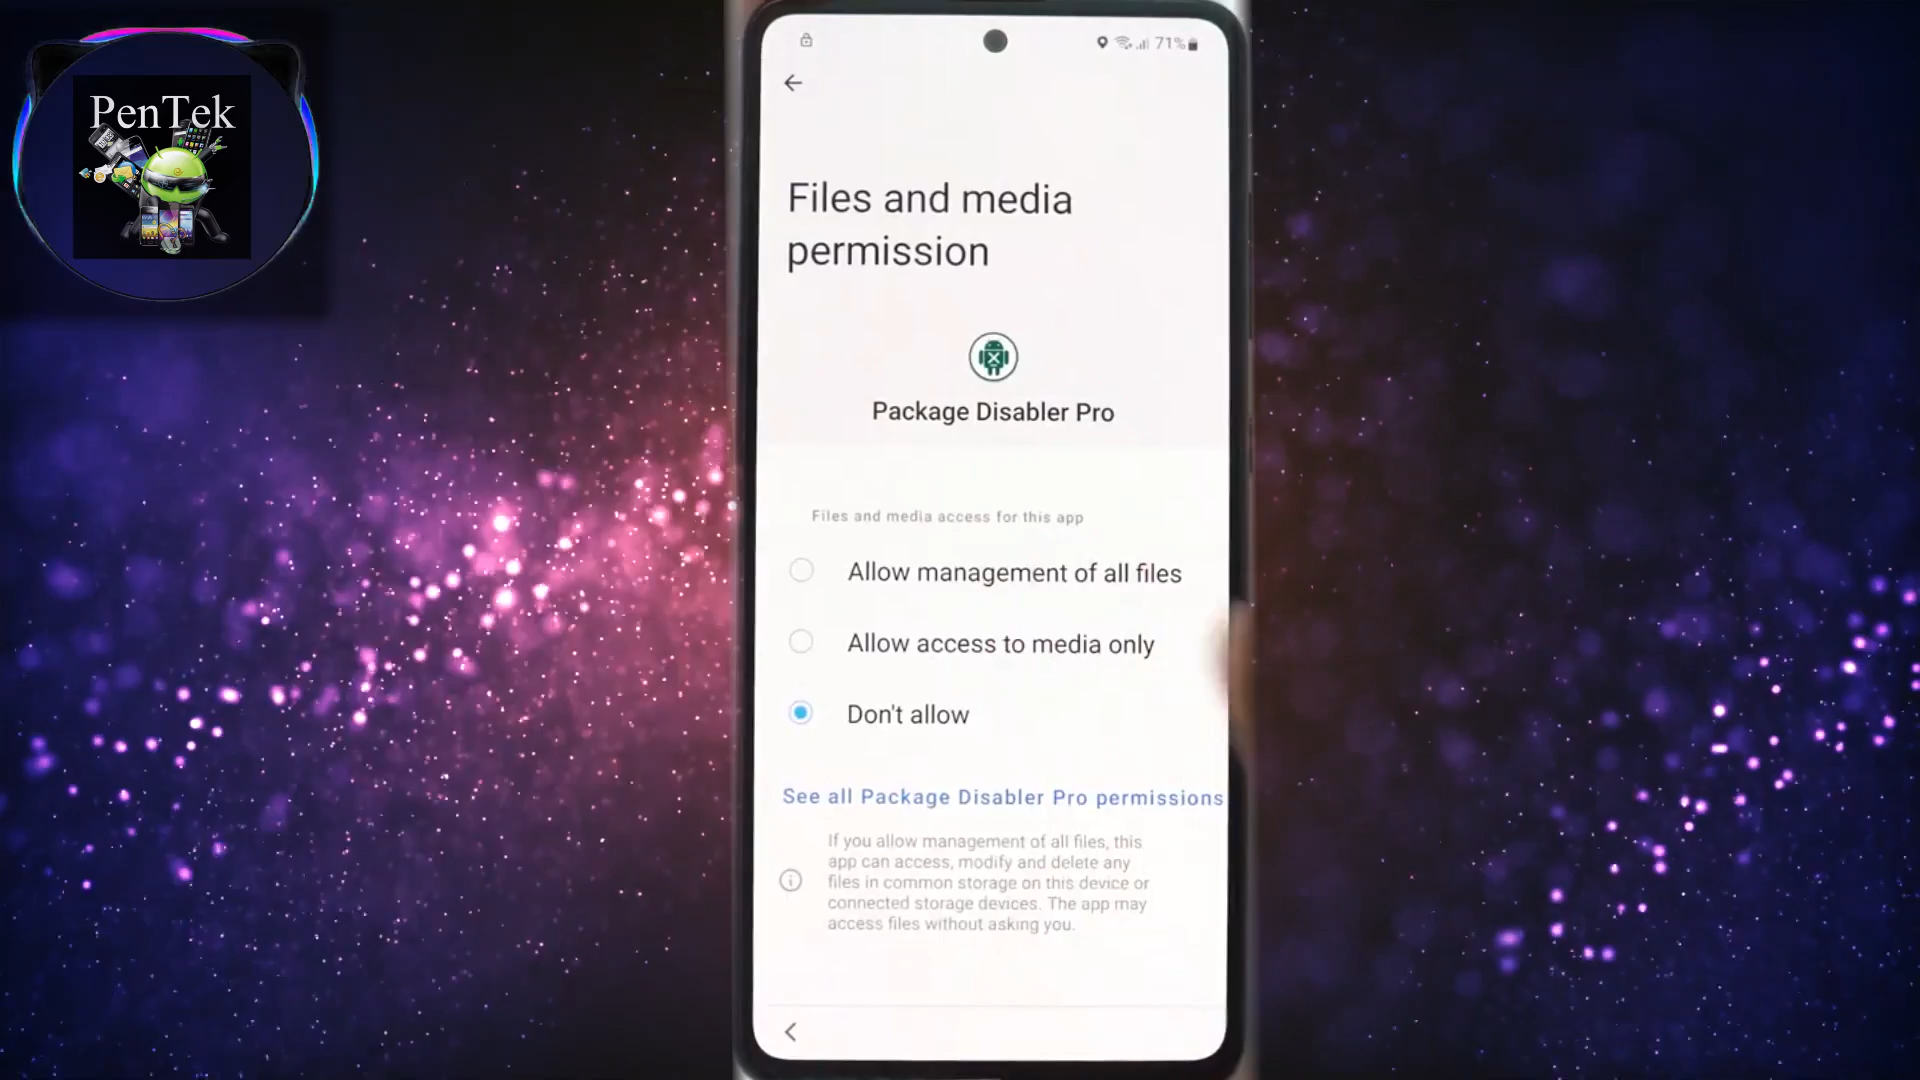 PenTek
71%
Files and media
permission
Package Disabler Pro
Files and media access for this app
Allow management of all files
Allow access to media only
Don't allow
See all Package Disabler Pro permissions
If you allow management of all files, this
app can access, modify and delete any
files in common storage on this device or
connected storage devices. The app may
access files without asking you.